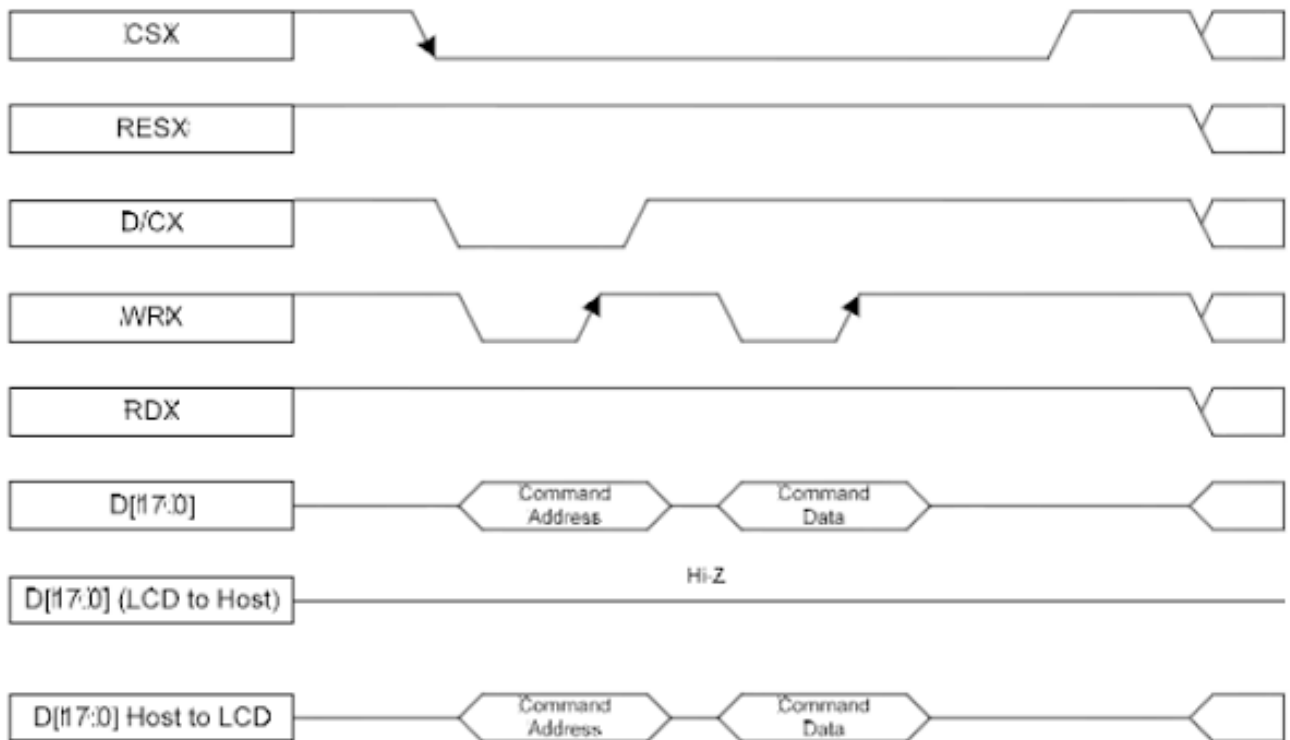 CSX
RESX
D/CX
WRX
RDX
D[17:0]
Command
Address
Command
Data
Hi-Z
D[17:0] (LCD to Host)
D[17:0] Host to LCD
Command
Address
Command
Data